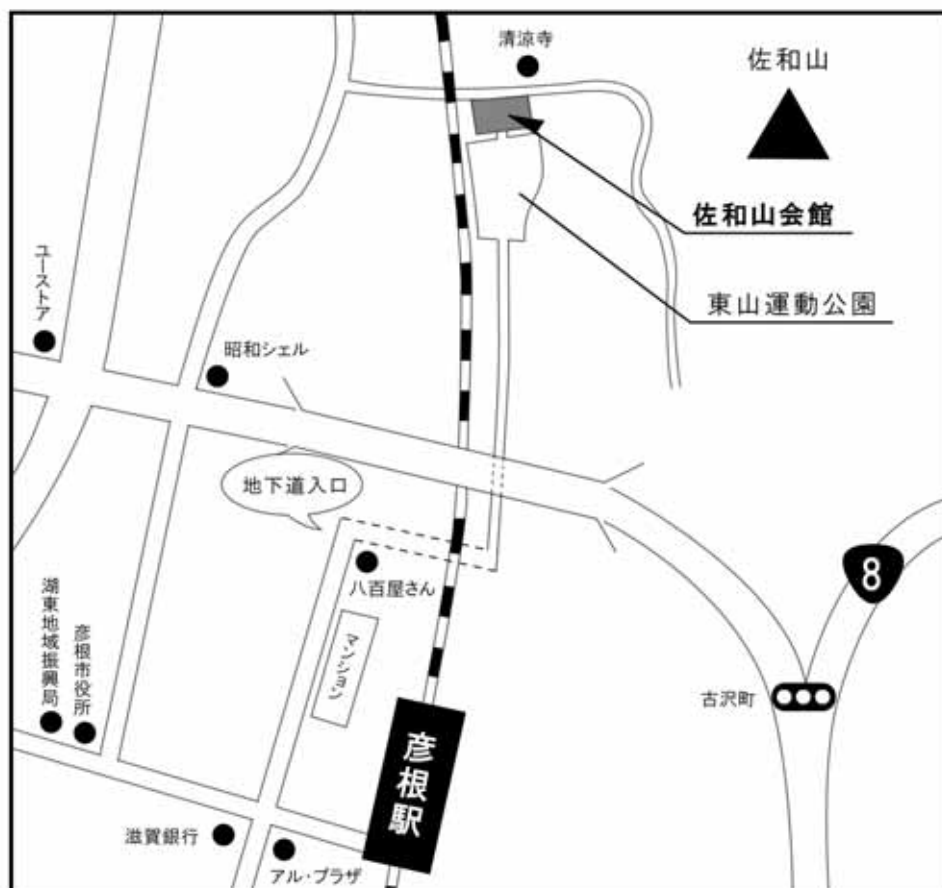 清涼寺
佐和山
佐和山会館
東山運動公園
ユーストア
昭和シェル
地下道入口
八百屋さん
マンション
湖東地域振興局
彦根市役所
8
古沢町
彦根駅
滋賀銀行
アル・プラザ